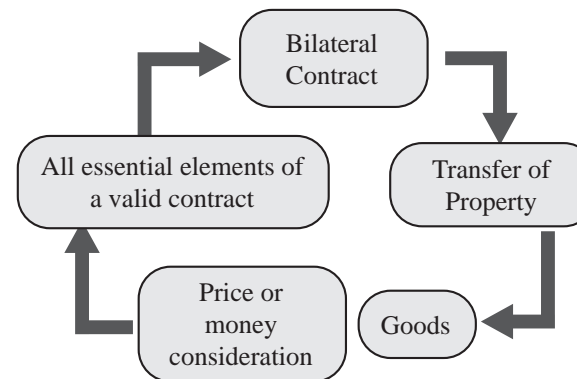 Bilateral
Contract
All essential elements of
a valid contract
Transfer of
Property
Price or
money
consideration
Goods